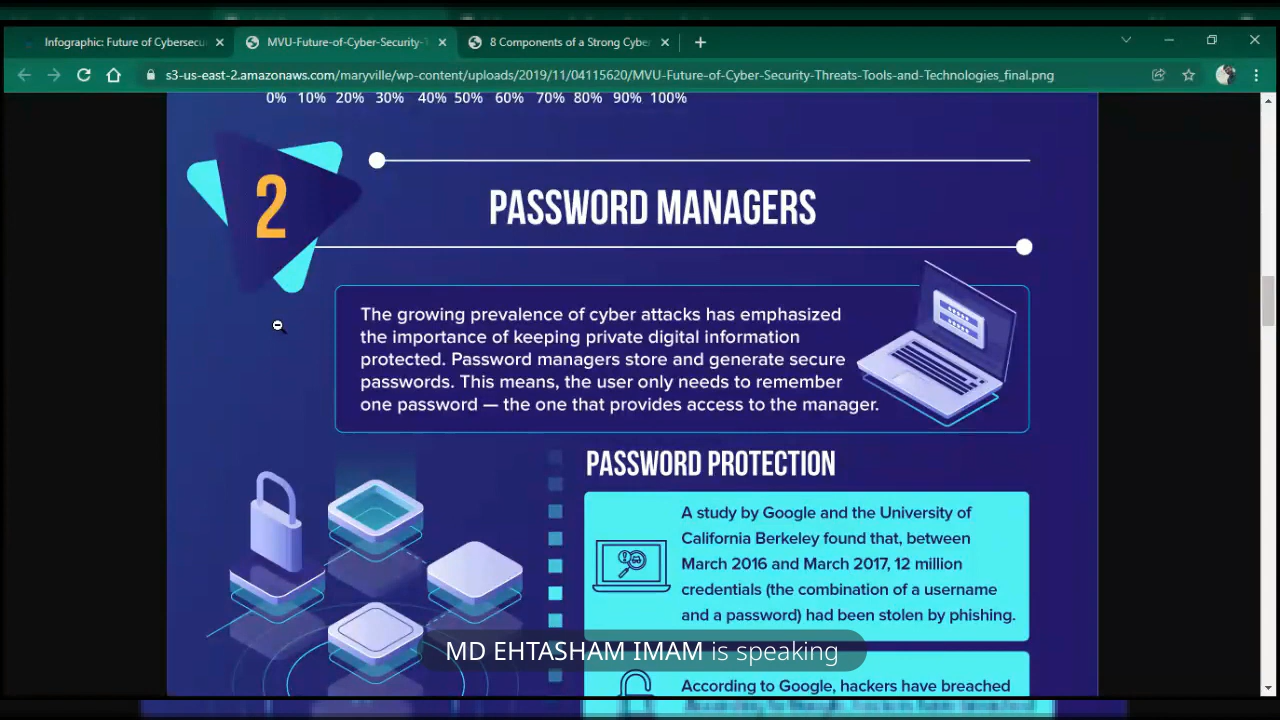 Infographic: Future of Cybersecu
MVU-Future-of-Cyber-Security-T
8 Components of a Strong Cyber
s3-us-east-2.amazonaws.com/maryville/wp-content/uploads/2019/11/04115620/MVU-Future-of-Cyber-Security-Threats-Tools-and-Technologies_final.png
0% 10% 20% 30% 40% 50% 60% 70% 80% 90% 100%
2
PASSWORD MANAGERS
The growing prevalence of cyber attacks has emphasized
the importance of keeping private digital information
protected. Password managers store and generate secure
passwords. This means, the user only needs to remember
one password — the one that provides access to the manager.
PASSWORD PROTECTION
A study by Google and the University of
California Berkeley found that, between
March 2016 and March 2017, 12 million
credentials (the combination of a username
and a password) had been stolen by phishing.
MD EHTASHAM IMAM is speaking
According to Google, hackers have breached